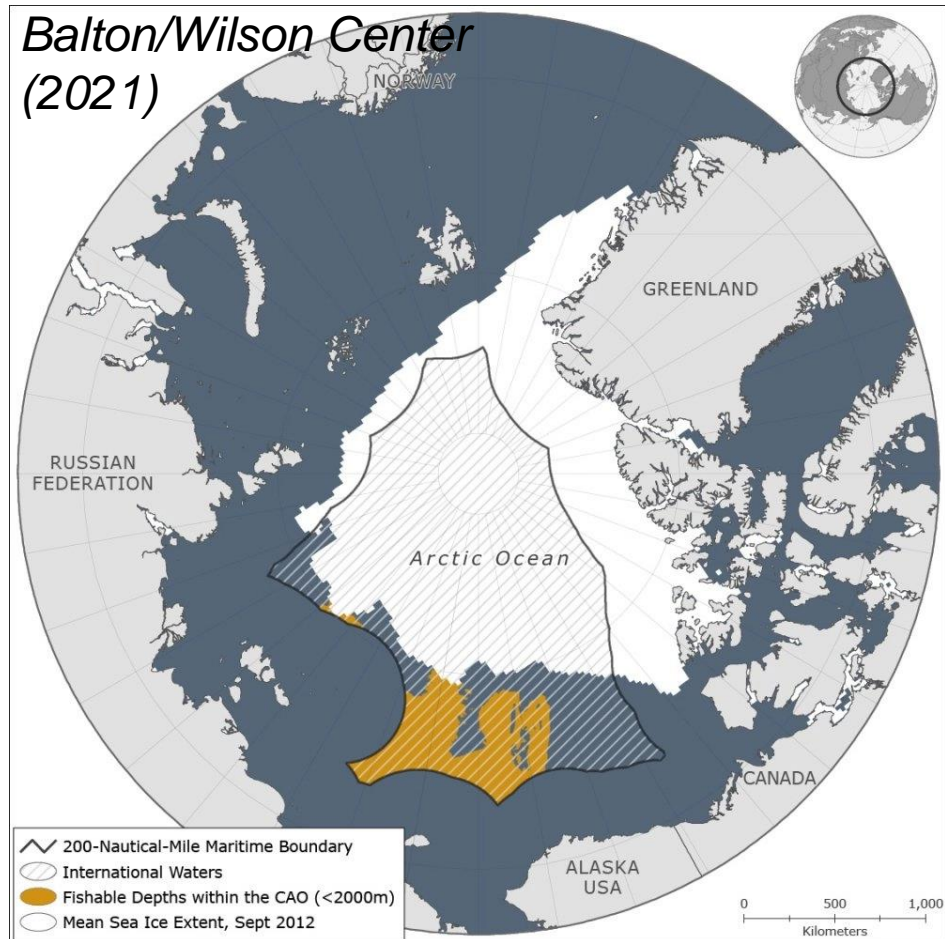 Balton/Wilson Center
(2021)
NORWAY
GREENLAND
RUSSIAN
FEDERATION
Arctic Ocean
CANADA
ALASKA
USA
200-Nautical-Mile Maritime Boundary
International Waters
Fishable Depths within the CAO (<2000m)
Mean Sea Ice Extent, Sept 2012
0 500 1,000
Kilometers